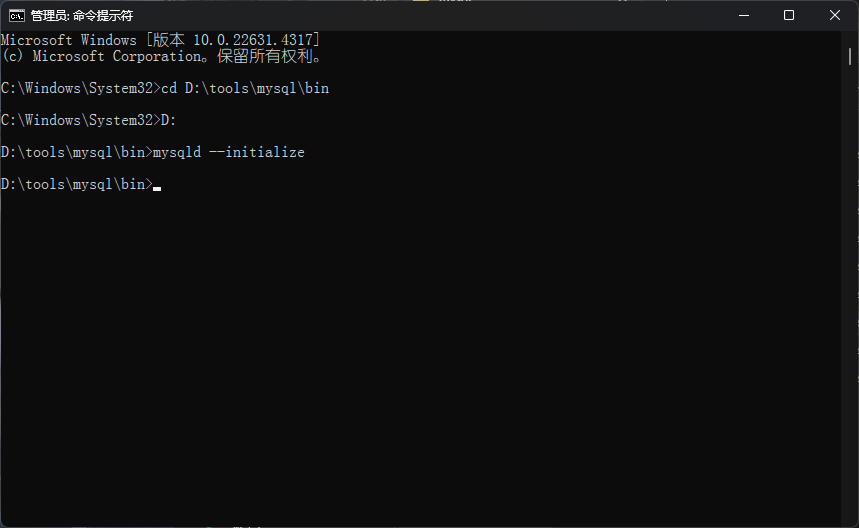 管理员: 命令提示符
Microsoft Windows [版本 10.0.22631.4317]
(c) Microsoft Corporation。保留所有权利。
C:\Windows\System32>cd D:\tools\mysql\bin
C:\Windows\System32>D:
D:\tools\mysql\bin>mysqld --initialize
D:\tools\mysql\bin>